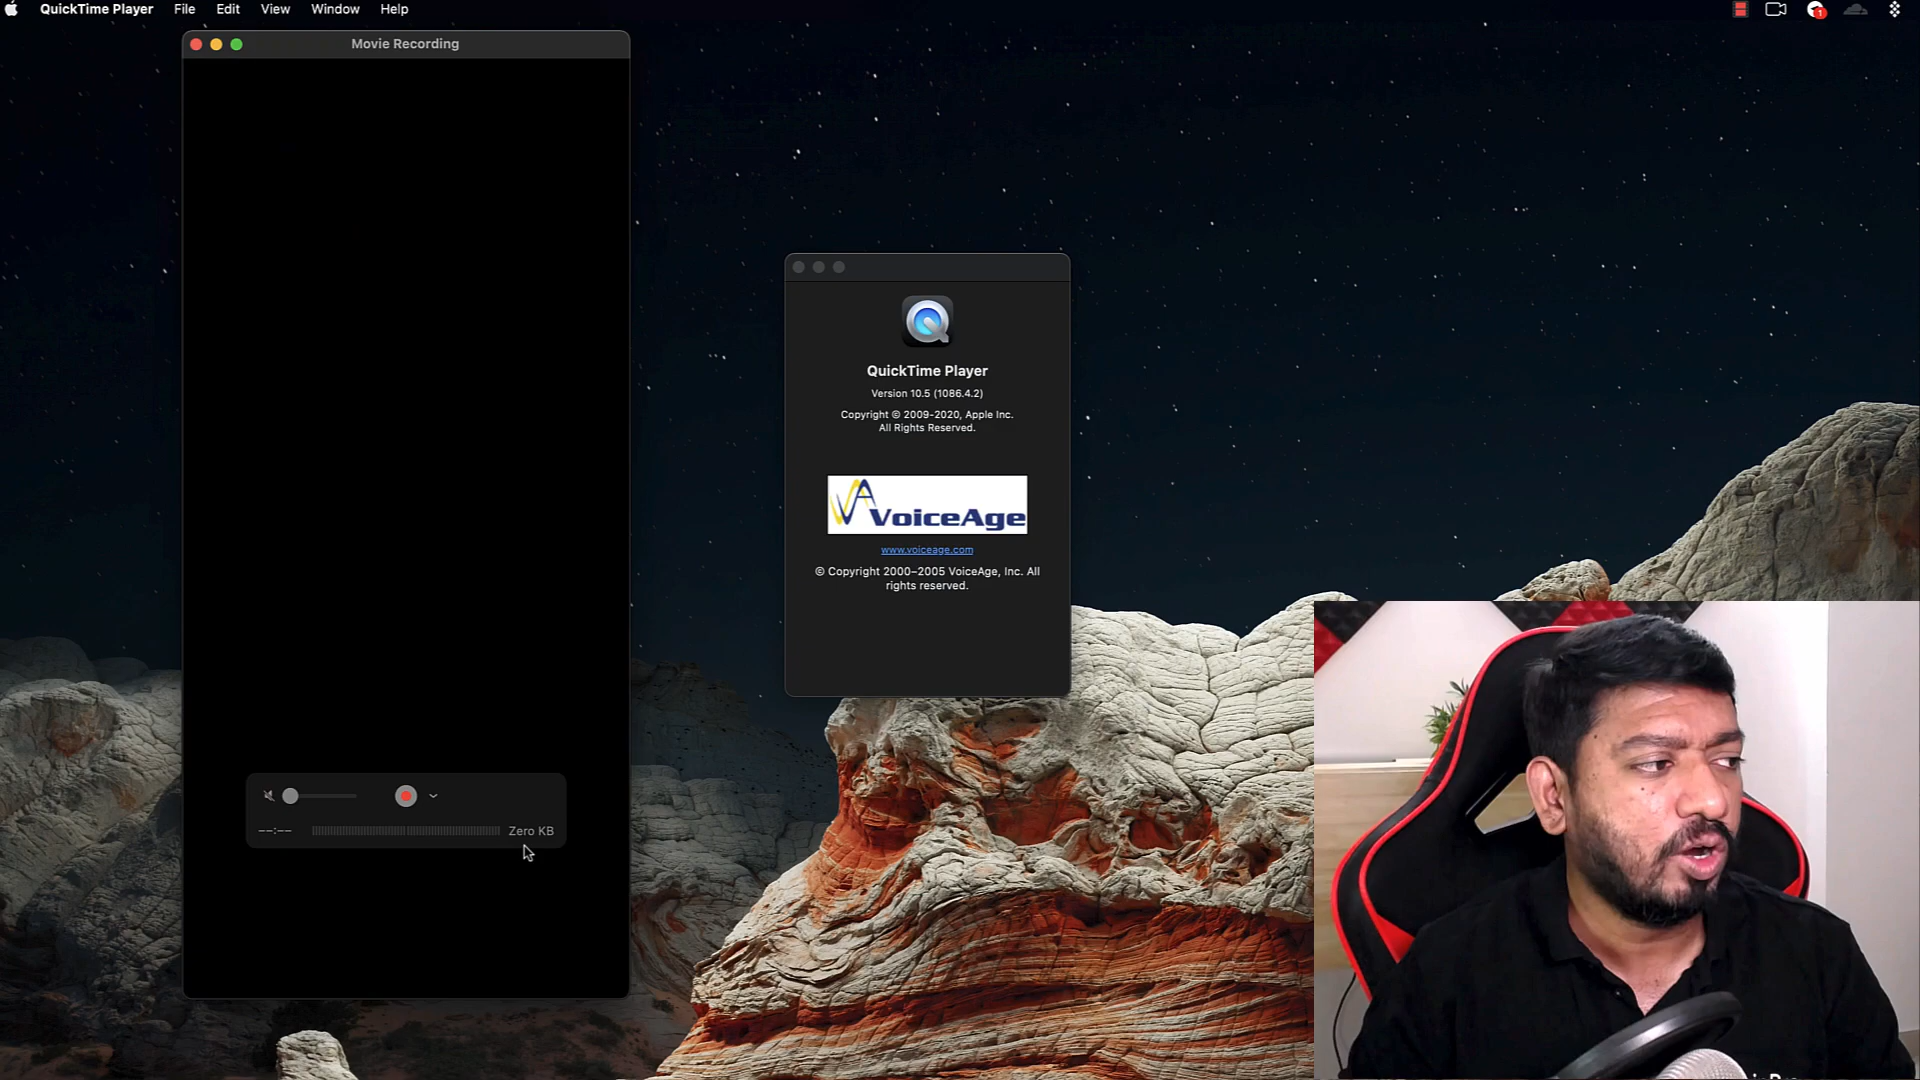 QuickTime Player File Edit View Window Help
1
Movie Recording
QuickTime Player
Version 10.5 (1086.4.2)
Copyright © 2009-2020, Apple Inc.
All Rights Reserved.
VoiceAge
www.voiceage.com
© Copyright 2000–2005 VoiceAge, Inc. All
rights reserved.
--:-- Zero KB